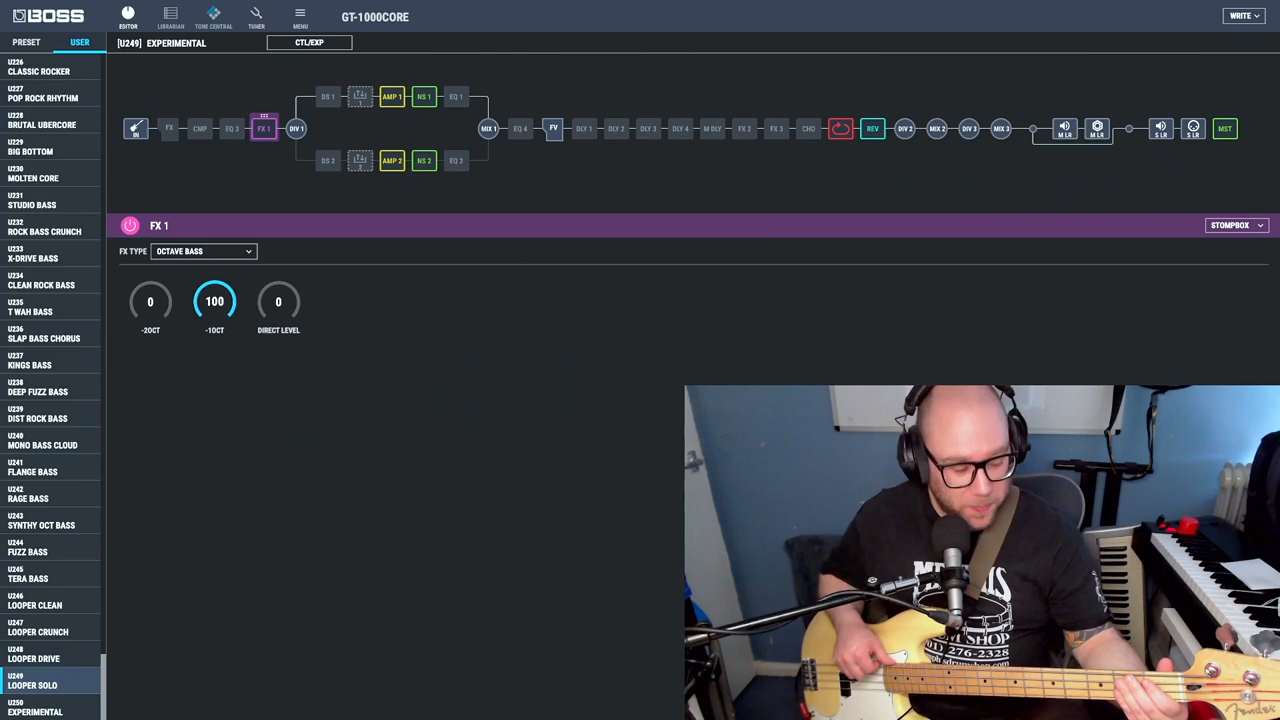 BOSS
EDITOR
LIBRARIAN
TONE CENTRAL
TUNER
MENU
GT-1000CORE
WRITE
PRESET
USER
[U249] EXPERIMENTAL
CTL/EXP
U226
CLASSIC ROCKER
U227
POP ROCK RHYTHM
U228
BRUTAL UBERCORE
U229
BIG BOTTOM
U230
MOLTEN CORE
U231
STUDIO BASS
U232
ROCK BASS CRUNCH
U233
X-DRIVE BASS
U234
CLEAN ROCK BASS
U235
T WAH BASS
U236
SLAP BASS CHORUS
U237
KINGS BASS
U238
DEEP FUZZ BASS
U239
DIST ROCK BASS
U240
MONO BASS CLOUD
U241
FLANGE BASS
U242
RAGE BASS
U243
SYNTHY OCT BASS
U244
FUZZ BASS
U245
TERA BASS
U246
LOOPER CLEAN
U247
LOOPER CRUNCH
U248
LOOPER DRIVE
U249
LOOPER SOLO
U250
EXPERIMENTAL
DS 1
1
AMP 1
NS 1
EQ 1
IN
FX
CMP
EQ 3
FX 1
DIV 1
MIX 1
EQ 4
FV
DLY 1
DLY 2
DLY 3
DLY 4
M DLY
FX 2
FX 3
CHO
REV
DIV 2
MIX 2
DIV 3
MIX 3
M LR
M LR
S LR
S LR
MST
DS 2
2
AMP 2
NS 2
EQ 2
FX 1
STOMPBOX
FX TYPE
OCTAVE BASS
0
100
0
-2OCT
-1OCT
DIRECT LEVEL
276-2328
Fender